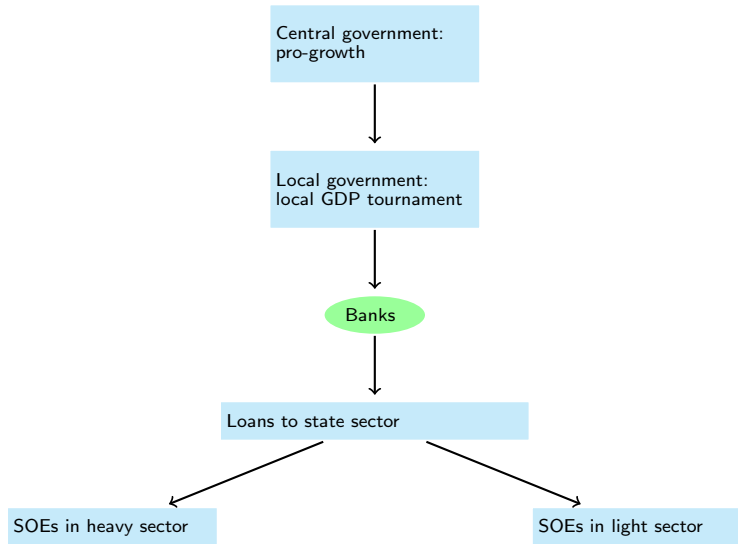 Central government:
pro-growth
Local government:
local GDP tournament
Banks
Loans to state sector
SOEs in heavy sector
SOEs in light sector